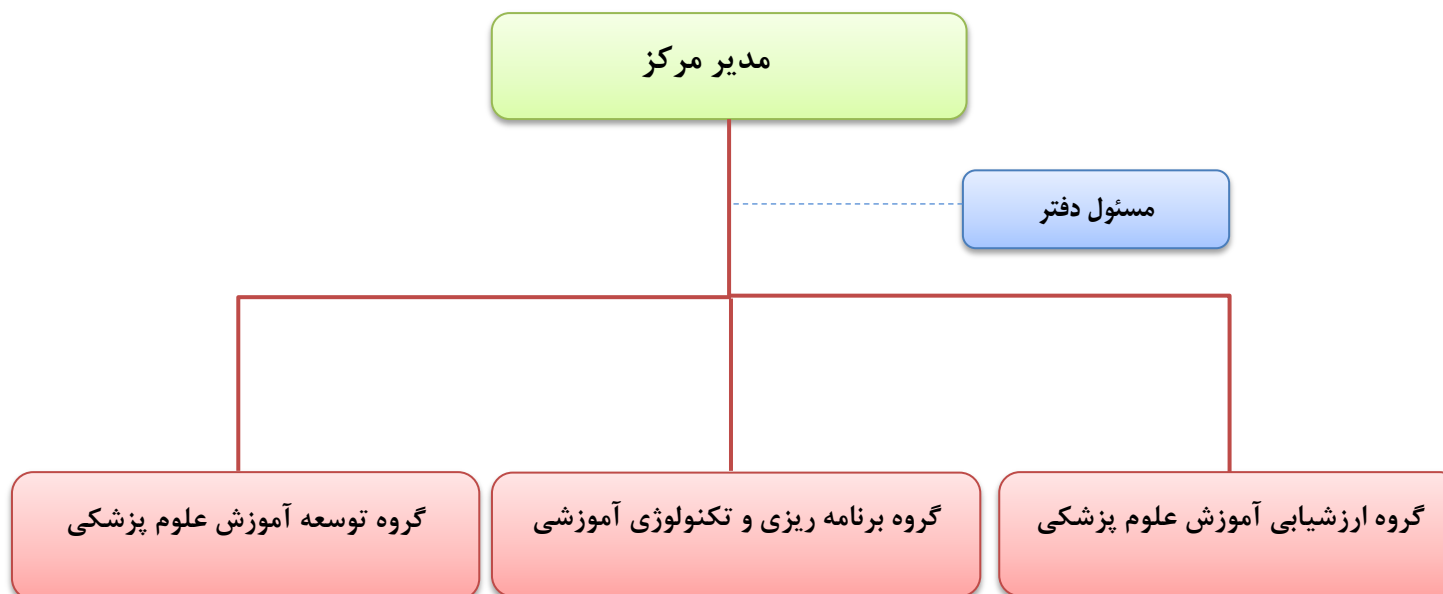 مدیر مرکز
مسئول دفتر
گروه ارزشیابی آموزش علوم پزشکی
گروه برنامه ریزی و تکنولوژی آموزشی
گروه توسعه آموزش علوم پزشکی